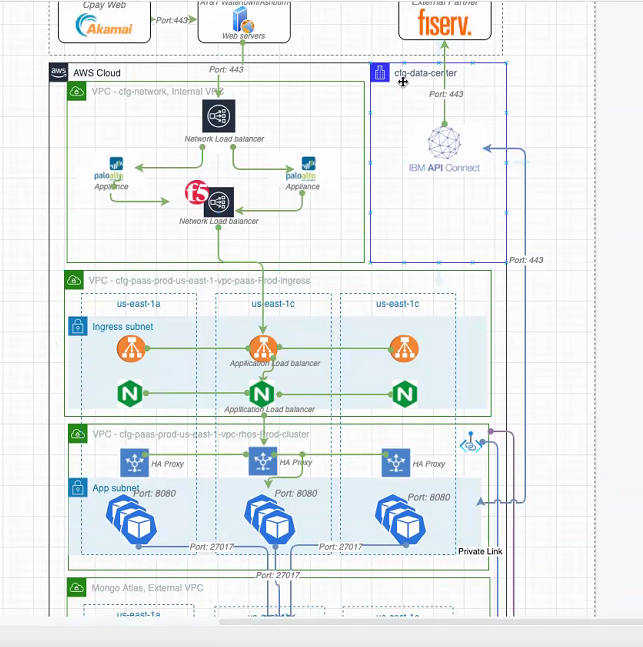 Cpay Web
Akamai
Port:443
AT&T Watertown/Ashburn
Web servers
External Partner
fiserv.
aws
AWS Cloud
Port: 443
cfg-data-center
VPC - cfg-network, Internal VPC
Port: 443
Network Load balancer
IBM API Connect
paloalto
Appliance
paloalto
Appliance
f5
Network Load balancer
Port: 443
VPC - cfg-paas-prod-us-east-1-vpc-paas-Prod-ingress
us-east-1a
us-east-1c
us-east-1c
Ingress subnet
Application Load balancer
N
N
N
Application Load balancer
VPC - cfg-paas-prod-us-east-1-vpc-rhos-Prod-cluster
HA Proxy
HA Proxy
HA Proxy
App subnet
Port: 8080
Port: 8080
Port: 8080
Port: 27017
Port: 27017
Private Link
Port: 27017
Mongo Atlas, External VPC
us-east-1a